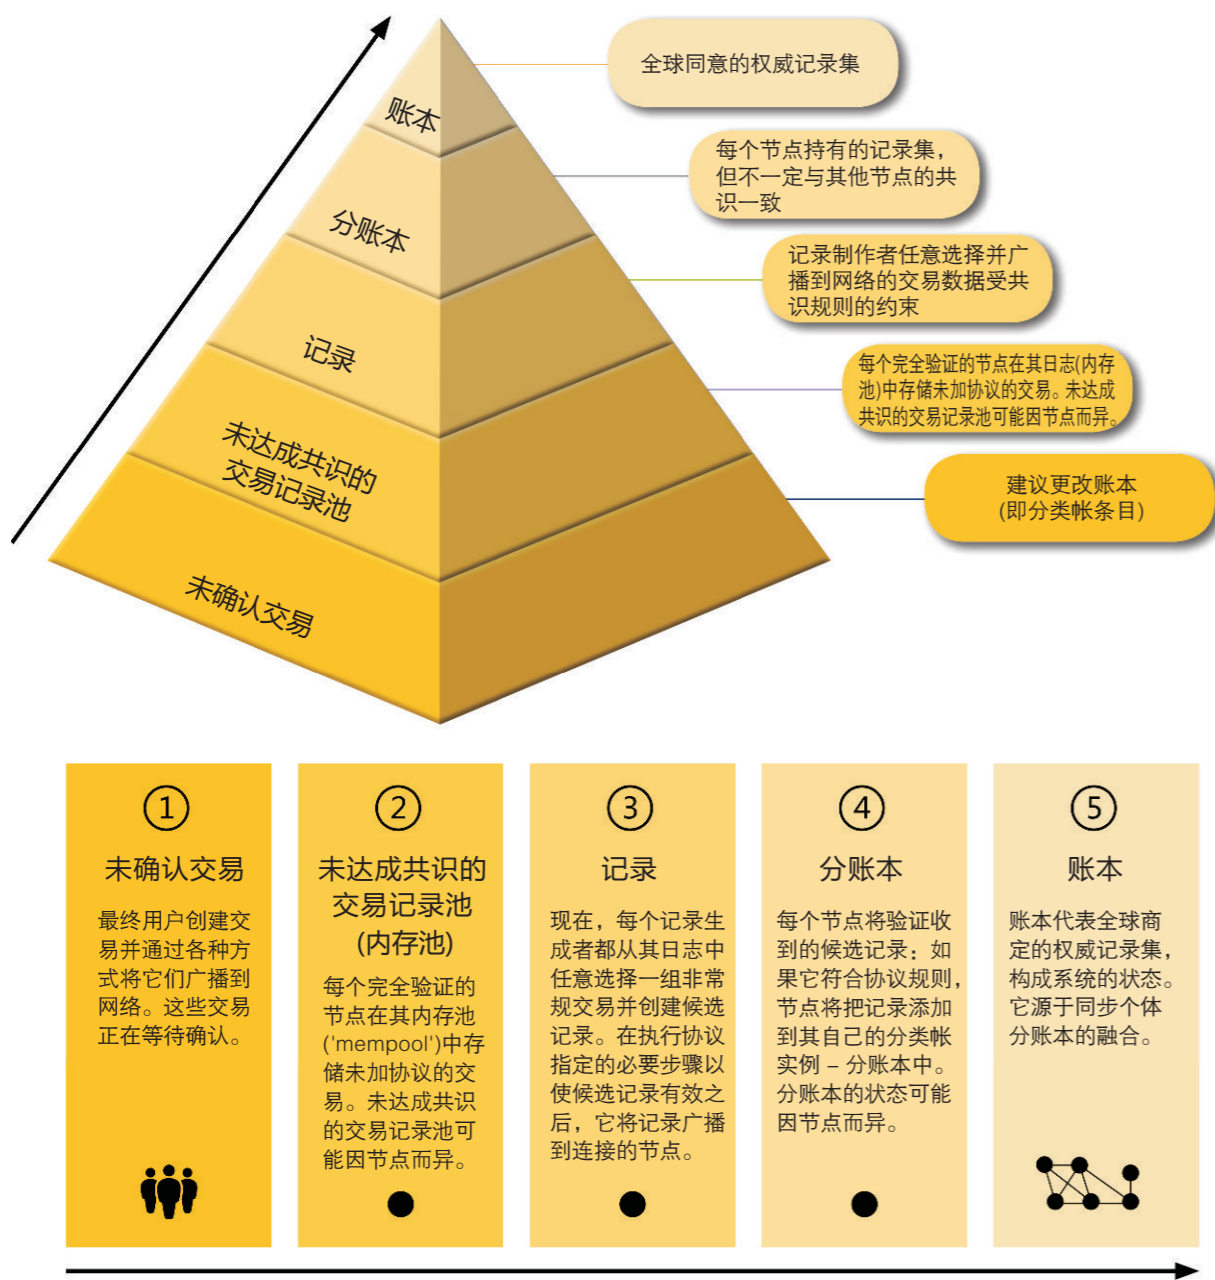 账本
全球同意的权威记录集
分账本
每个节点持有的记录集，
但不一定与其他节点的共
识一致
记录
记录制作者任意选择并广
播到网络的交易数据受共
识规则的约束
未达成共识的
交易记录池
每个完全验证的节点在其日志(内存
池)中存储未加协议的交易。未达成
共识的交易记录池可能因节点而异。
未确认交易
建议更改账本
(即分类帐条目)
1
未确认交易
最终用户创建交
易并通过各种方
式将它们广播到
网络。这些交易
正在等待确认。
2
未达成共识的
交易记录池
(内存池)
每个完全验证的
节点在其内存池
('mempool')中存
储未加协议的交
易。未达成共识
的交易记录池可
能因节点而异。
3
记录
现在，每个记录生
成者都从其日志中
任意选择一组非常
规交易并创建候选
记录。在执行协议
指定的必要步骤以
使候选记录有效之
后，它将记录广播
到连接的节点。
4
分账本
每个节点将验证收
到的候选记录：如
果它符合协议规则，
节点将把记录添加
到其自己的分类帐
实例 – 分账本中。
分账本的状态可能
因节点而异。
5
账本
账本代表全球商
定的权威记录集，
构成系统的状态。
它源于同步个体
分账本的融合。